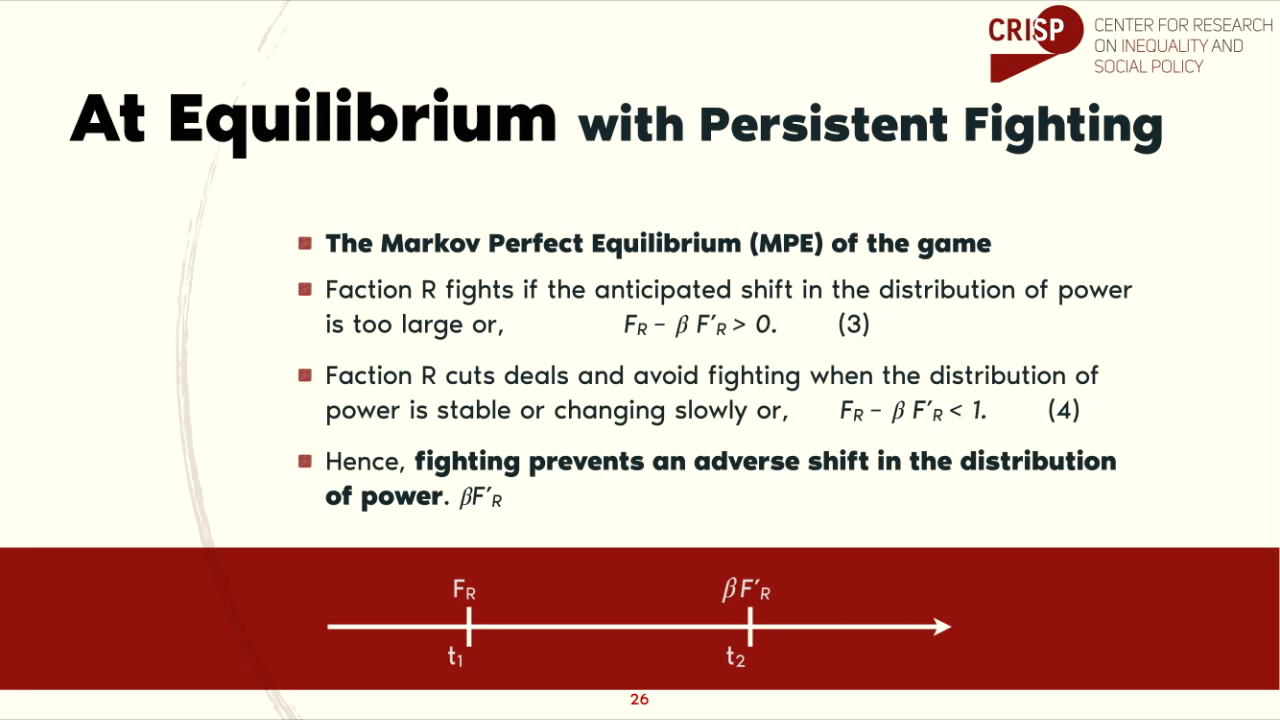 CRISP
CENTER FOR RESEARCH
ON INEQUALITY AND
SOCIAL POLICY
At Equilibrium with Persistent Fighting
The Markov Perfect Equilibrium (MPE) of the game
Faction R fights if the anticipated shift in the distribution of power
is too large or, F_R – β F′_R > 0. (3)
Faction R cuts deals and avoid fighting when the distribution of
power is stable or changing slowly or, F_R – β F′_R < 1. (4)
Hence, fighting prevents an adverse shift in the distribution
of power. βF′_R
F_R βF′_R
t₁ t₂
26